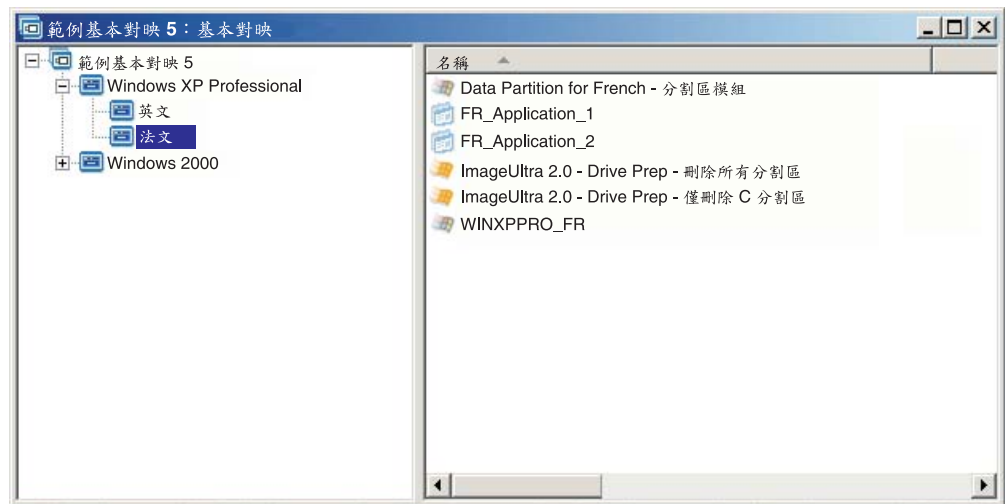 範例基本對映 5：基本對映
範例基本對映 5
Windows XP Professional
英文
法文
Windows 2000
名稱
Data Partition for French - 分割區模組
FR_Application_1
FR_Application_2
ImageUltra 2.0 - Drive Prep - 刪除所有分割區
ImageUltra 2.0 - Drive Prep - 僅刪除 C 分割區
WINXPPRO_FR